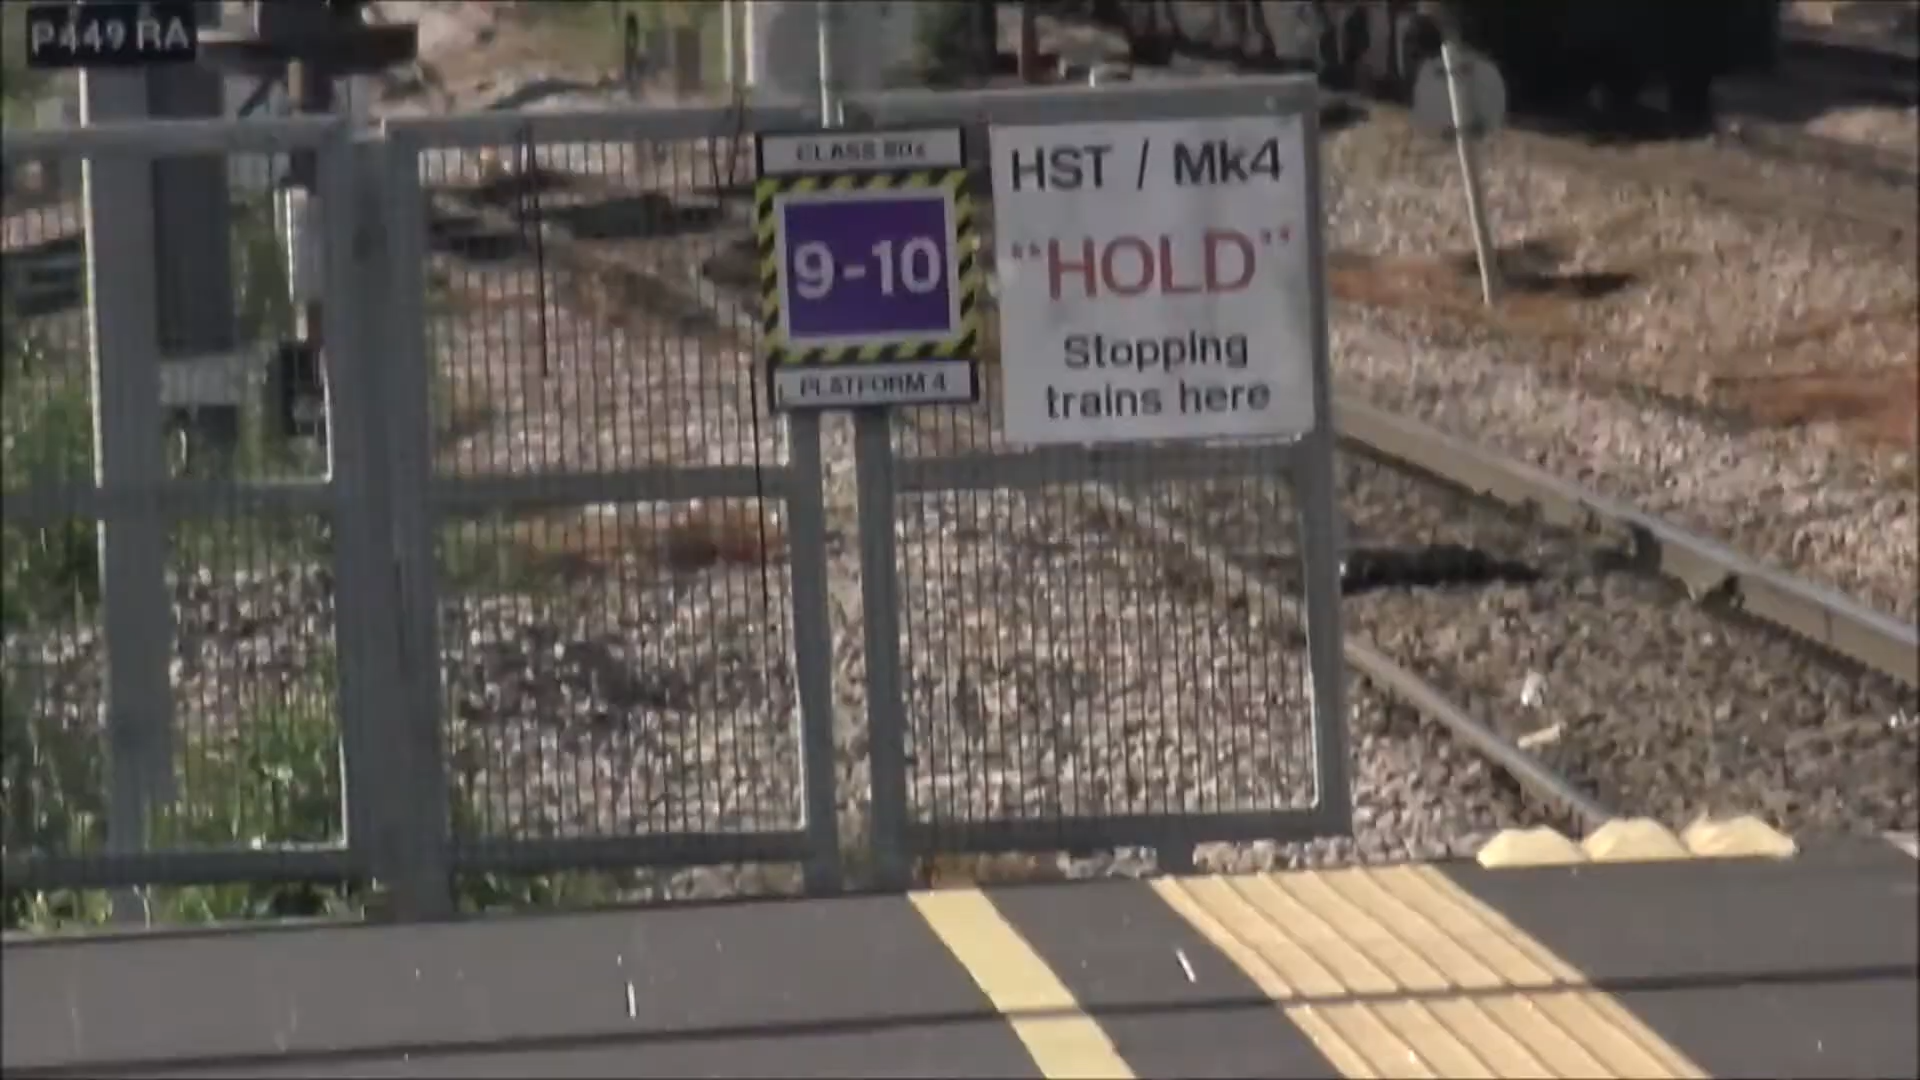 P449 RA
CLASS 80x
9-10
PLATFORM 4
HST / Mk4
"HOLD"
Stopping
trains here